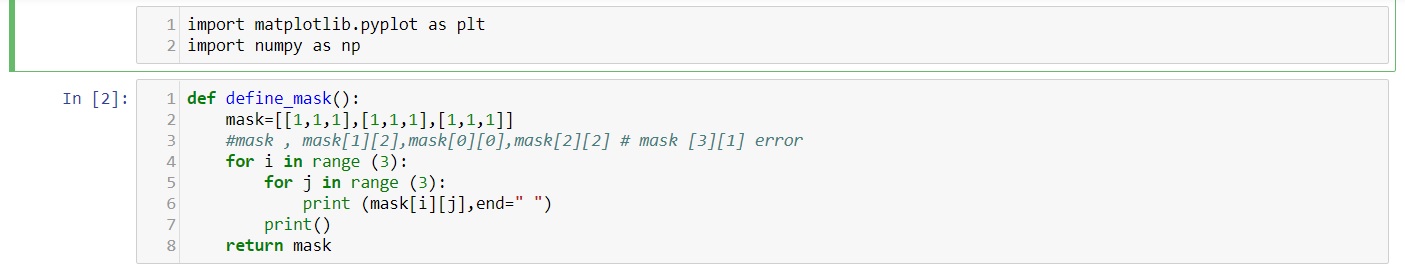 1 import matplotlib.pyplot as plt
2 import numpy as np
In [2]: 1 def define_mask():
2     mask=[[1,1,1],[1,1,1],[1,1,1]]
3     #mask , mask[1][2],mask[0][0],mask[2][2] # mask [3][1] error
4     for i in range (3):
5         for j in range (3):
6             print (mask[i][j],end=" ")
7         print()
8     return mask